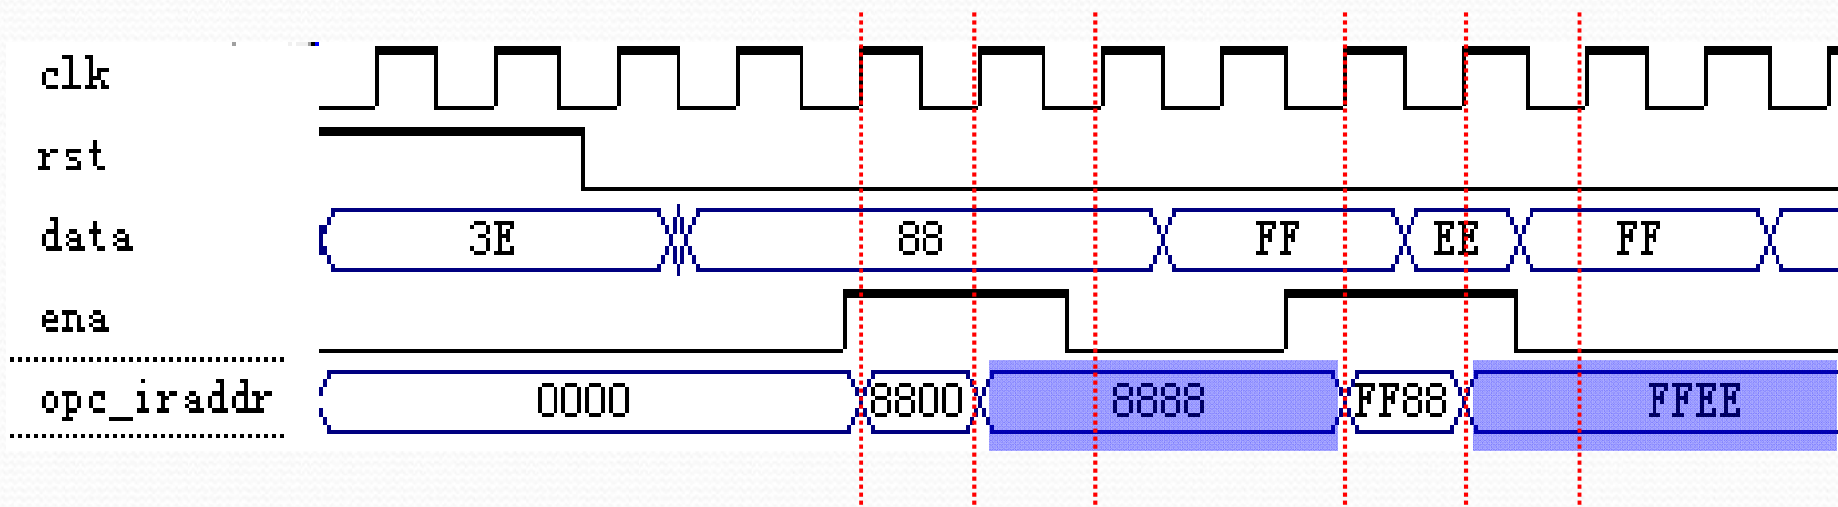 clk
rst
data 3E 88 FF EE FF
ena
opc_iraddr 0000 8800 8888 FF88 FFEE